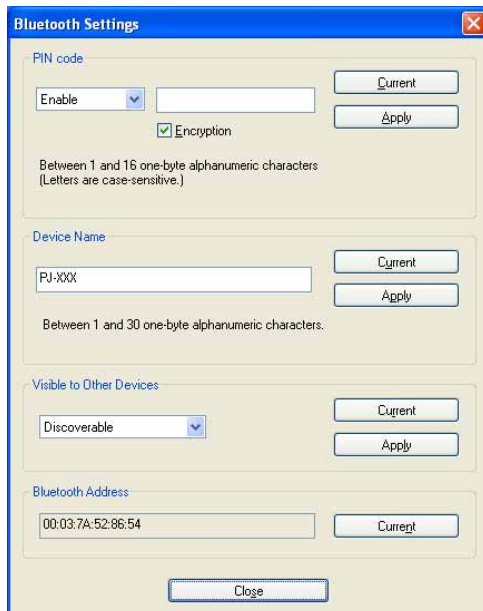 Bluetooth Settings
PIN code
Enable
Current
Apply
Encryption
Between 1 and 16 one-byte alphanumeric characters
(Letters are case-sensitive.)
Device Name
PJ-XXX
Current
Apply
Between 1 and 30 one-byte alphanumeric characters.
Visible to Other Devices
Discoverable
Current
Apply
Bluetooth Address
00:03:7A:52:86:54
Current
Close